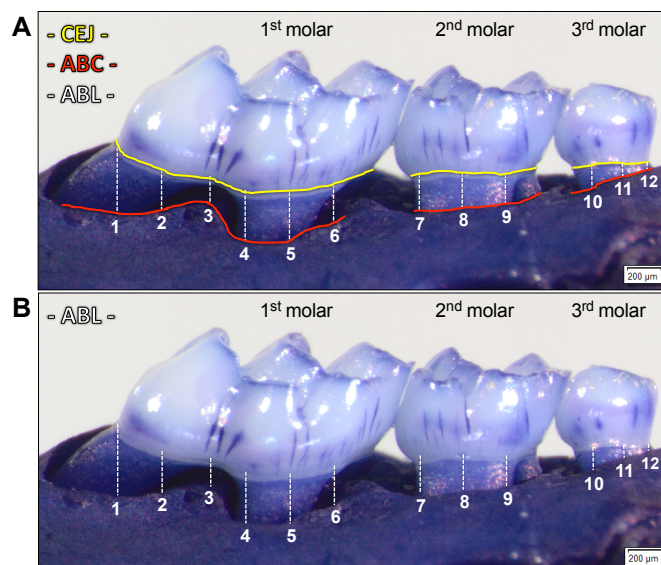 A
- CEJ -
- ABC -
- ABL -
1st molar 2nd molar 3rd molar
1 2 3 4 5 6 7 8 9 10 11 12
200 µm
B
- ABL -
1st molar 2nd molar 3rd molar
1 2 3 4 5 6 7 8 9 10 11 12
200 µm